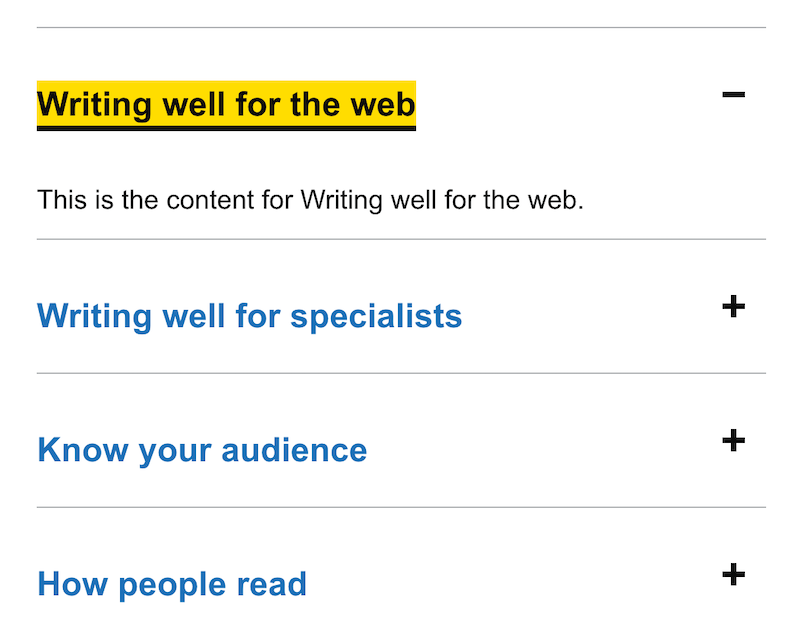 Writing well for the web
This is the content for Writing well for the web.
Writing well for specialists
Know your audience
How people read